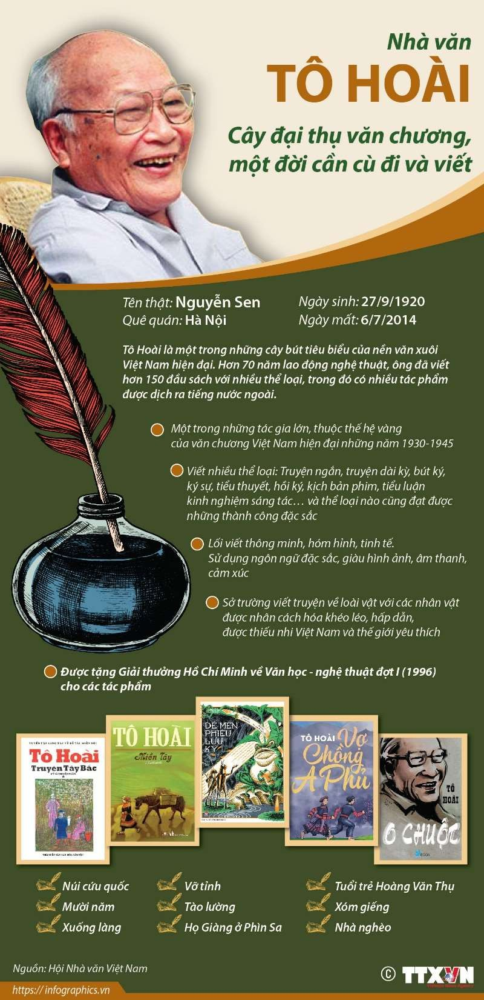 Nhà văn
TÔ HOÀI
Cây đại thụ văn chương,
một đời cần cù đi và viết
Tên thật: Nguyễn Sen
Quê quán: Hà Nội
Ngày sinh: 27/9/1920
Ngày mất: 6/7/2014
Tô Hoài là một trong những cây bút tiêu biểu của nền văn xuôi
Việt Nam hiện đại. Hơn 70 năm lao động nghệ thuật, ông đã viết
hơn 150 đầu sách với nhiều thể loại, trong đó có nhiều tác phẩm
được dịch ra tiếng nước ngoài.
Một trong những tác gia lớn, thuộc thế hệ vàng
của văn chương Việt Nam hiện đại những năm 1930-1945
Viết nhiều thể loại: Truyện ngắn, truyện dài kỳ, bút ký,
ký sự, tiểu thuyết, hồi ký, kịch bản phim, tiểu luận
kinh nghiệm sáng tác... và thể loại nào cũng đạt được
những thành công đặc sắc
Lối viết thông minh, hóm hỉnh, tinh tế.
Sử dụng ngôn ngữ đặc sắc, giàu hình ảnh, âm thanh,
cảm xúc
Sở trường viết truyện về loài vật với các nhân vật
được nhân cách hóa khéo léo, hấp dẫn,
được thiếu nhi Việt Nam và thế giới yêu thích
Được tặng Giải thưởng Hồ Chí Minh về Văn học - nghệ thuật đợt I (1996)
cho các tác phẩm
Tô Hoài
Truyện Tây Bắc
TÔ HOÀI
Miền Tây
DẾ MÈN
PHIÊU
LƯU
KÝ
TÔ HOÀI
Vợ
Chồng
A Phủ
TÔ
HOÀI
O CHUỘT
Núi cứu quốc
Mười năm
Xuống làng
Vỡ tỉnh
Tào lường
Họ Giàng ở Phìn Sa
Tuổi trẻ Hoàng Văn Thụ
Xóm giếng
Nhà nghèo
Nguồn: Hội Nhà văn Việt Nam
© TTXVN
Vietnam News Agency
https://infographics.vn